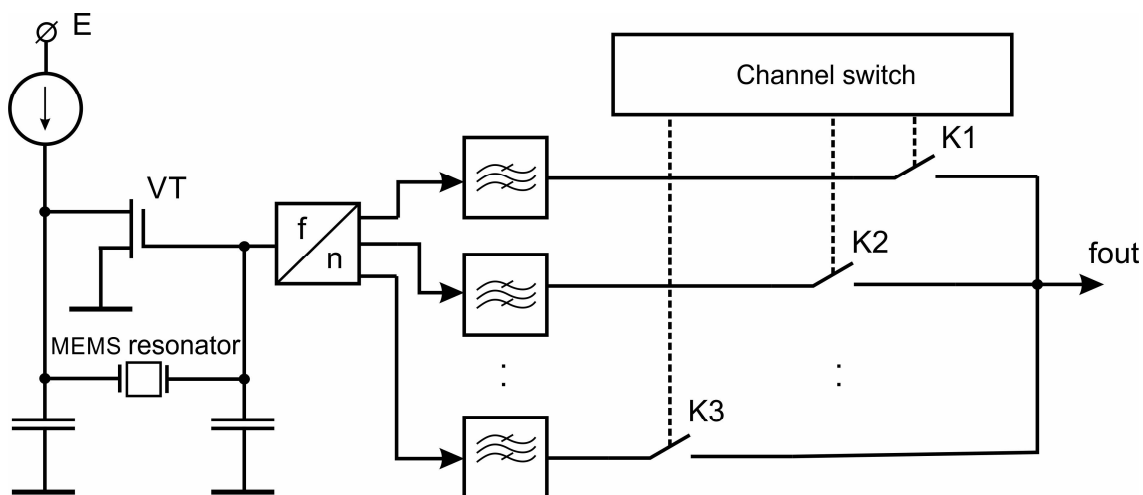 E
Channel switch
K1
VT
f
n
K2
fout
MEMS resonator
K3